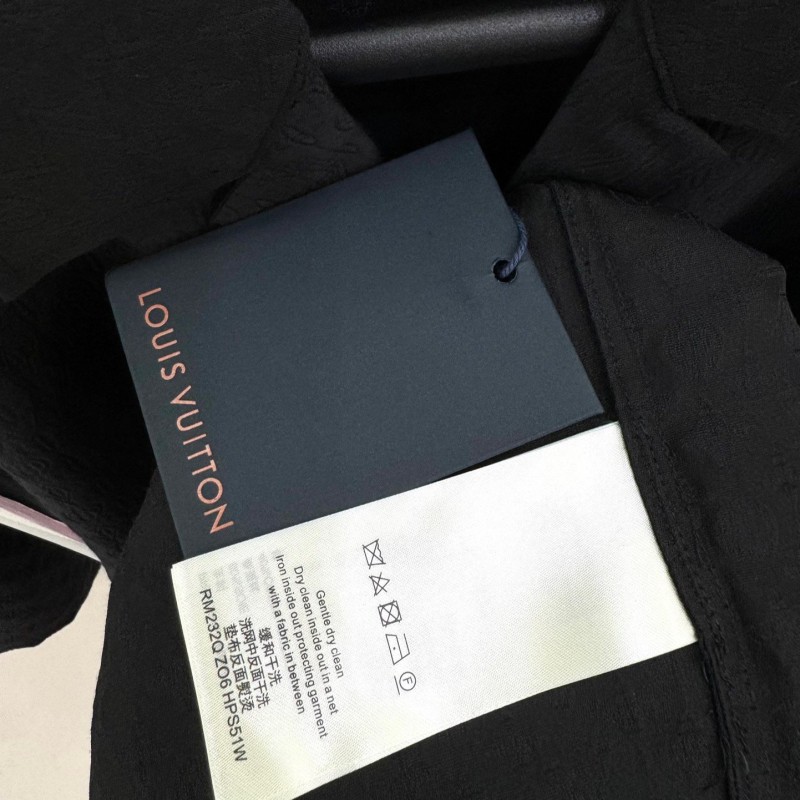 LOUIS VUITTON
Gentle dry clean
Dry clean inside out in a net
Iron inside out protecting garment
with a fabric in between
缓和干洗
洗网中反面干洗
垫布反面熨烫
RM232Q ZO6 HPS51W